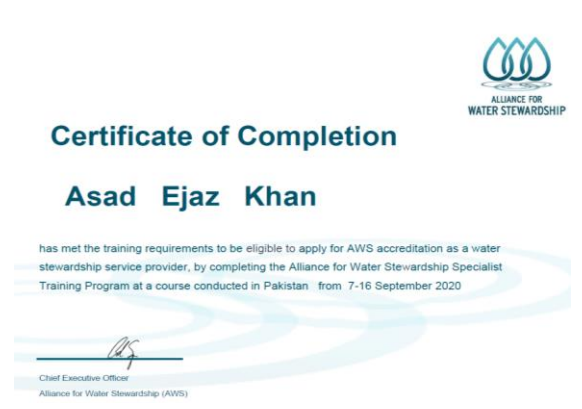 ALLIANCE FOR
WATER STEWARDSHIP
Certificate of Completion
Asad Ejaz Khan
has met the training requirements to be eligible to apply for AWS accreditation as a water
stewardship service provider, by completing the Alliance for Water Stewardship Specialist
Training Program at a course conducted in Pakistan from 7-16 September 2020
Chief Executive Officer
Alliance for Water Stewardship (AWS)